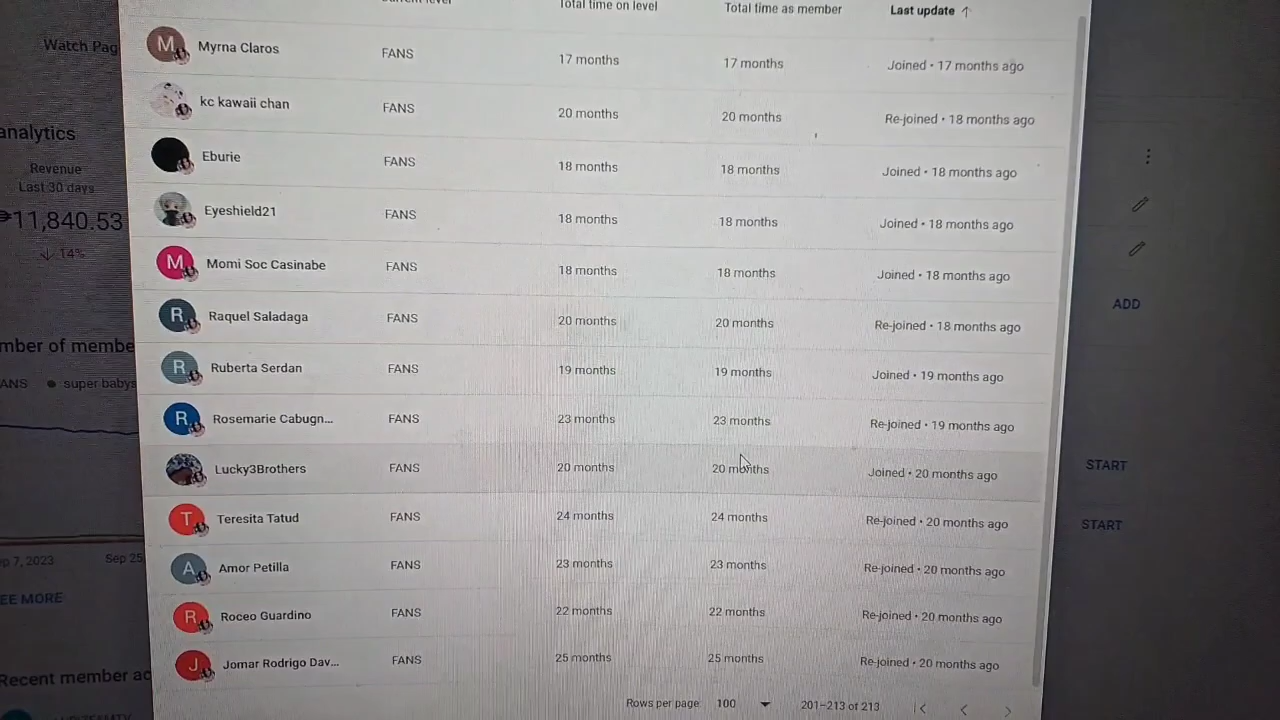 Current level Total time on level Total time as member Last update ↑
Myrna Claros FANS 17 months 17 months Joined • 17 months ago
kc kawaii chan FANS 20 months 20 months Re-joined • 18 months ago
Eburie FANS 18 months 18 months Joined • 18 months ago
Eyeshield21 FANS 18 months 18 months Joined • 18 months ago
Momi Soc Casinabe FANS 18 months 18 months Joined • 18 months ago
Raquel Saladaga FANS 20 months 20 months Re-joined • 18 months ago
Ruberta Serdan FANS 19 months 19 months Joined • 19 months ago
Rosemarie Cabugn... FANS 23 months 23 months Re-joined • 19 months ago
Lucky3Brothers FANS 20 months 20 months Joined • 20 months ago
Teresita Tatud FANS 24 months 24 months Re-joined • 20 months ago
Amor Petilla FANS 23 months 23 months Re-joined • 20 months ago
Roceo Guardino FANS 22 months 22 months Re-joined • 20 months ago
Jomar Rodrigo Dav... FANS 25 months 25 months Re-joined • 20 months ago
Rows per page 100 201–213 of 213
Watch Pag
analytics
Revenue
Last 30 days
₱11,840.53
↓ 14%
mber of membe
ANS • super babys
p 7, 2023 Sep 25
EE MORE
Recent member ac
ADD
START
START
M
M
R
R
R
T
A
R
J